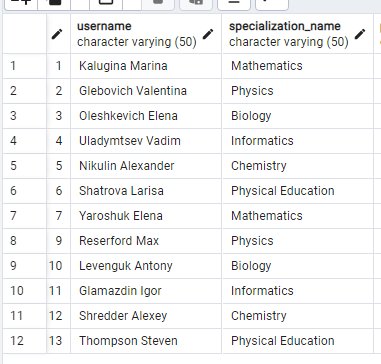 username specialization_name
character varying (50) character varying (50)
1 1 Kalugina Marina Mathematics
2 2 Glebovich Valentina Physics
3 3 Oleshkevich Elena Biology
4 4 Uladymtsev Vadim Informatics
5 5 Nikulin Alexander Chemistry
6 6 Shatrova Larisa Physical Education
7 7 Yaroshuk Elena Mathematics
8 9 Reserford Max Physics
9 10 Levenguk Antony Biology
10 11 Glamazdin Igor Informatics
11 12 Shredder Alexey Chemistry
12 13 Thompson Steven Physical Education